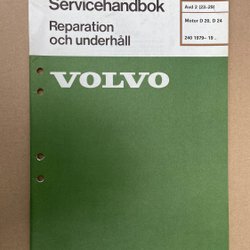 Servicehandbok
Reparation
och underhåll
Avd 2 (23-29)
Motor D 20, D 24
240 1979- 19 ..
VOLVO